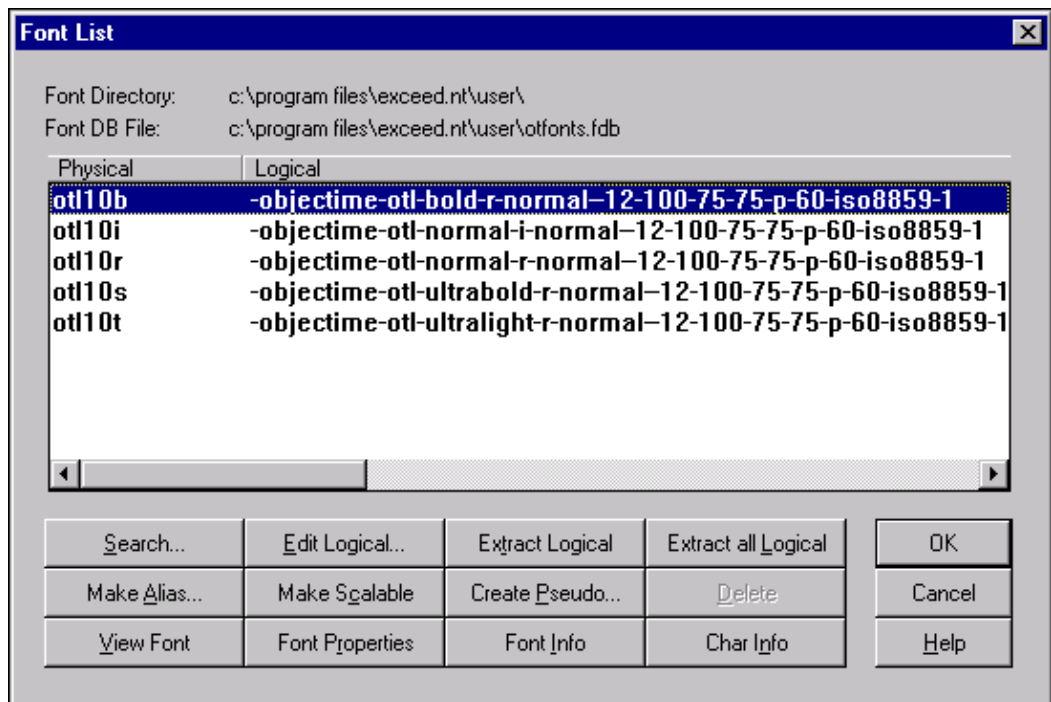 Font List
Font Directory: c:\program files\exceed.nt\user\
Font DB File: c:\program files\exceed.nt\user\otfonts.fdb
Physical Logical
otl10b -objectime-otl-bold-r-normal--12-100-75-75-p-60-iso8859-1
otl10i -objectime-otl-normal-i-normal--12-100-75-75-p-60-iso8859-1
otl10r -objectime-otl-normal-r-normal--12-100-75-75-p-60-iso8859-1
otl10s -objectime-otl-ultrabold-r-normal--12-100-75-75-p-60-iso8859-1
otl10t -objectime-otl-ultralight-r-normal--12-100-75-75-p-60-iso8859-1
Search... Edit Logical... Extract Logical Extract all Logical OK
Make Alias... Make Scalable Create Pseudo... Delete Cancel
View Font Font Properties Font Info Char Info Help